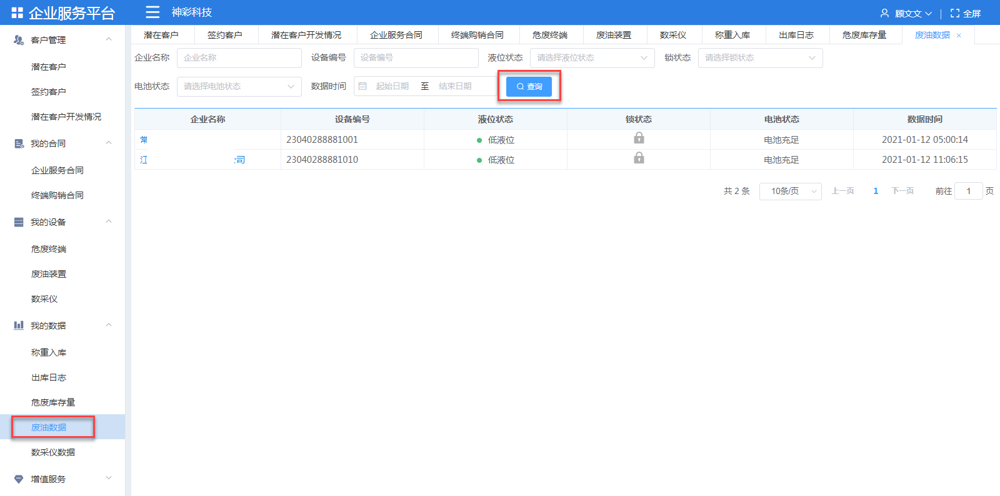 企业服务平台
神彩科技
顾文文
全屏
潜在客户 签约客户 潜在客户开发情况 企业服务合同 终端购销合同 危废终端 废油装置 数采仪 称重入库 出库日志 危废库存量 废油数据 ×
客户管理
潜在客户
签约客户
潜在客户开发情况
我的合同
企业服务合同
终端购销合同
我的设备
危废终端
废油装置
数采仪
我的数据
称重入库
出库日志
危废库存量
废油数据
数采仪数据
增值服务
企业名称 企业名称 设备编号 设备编号 液位状态 请选择液位状态 锁状态 请选择锁状态
电池状态 请选择电池状态 数据时间 起始日期 至 结束日期 查询
企业名称 设备编号 液位状态 锁状态 电池状态 数据时间
常 23040288881001 低液位 电池充足 2021-01-12 05:00:14
江 公司 23040288881010 低液位 电池充足 2021-01-12 11:06:15
共 2 条 10条/页 上一页 1 下一页 前往 1 页